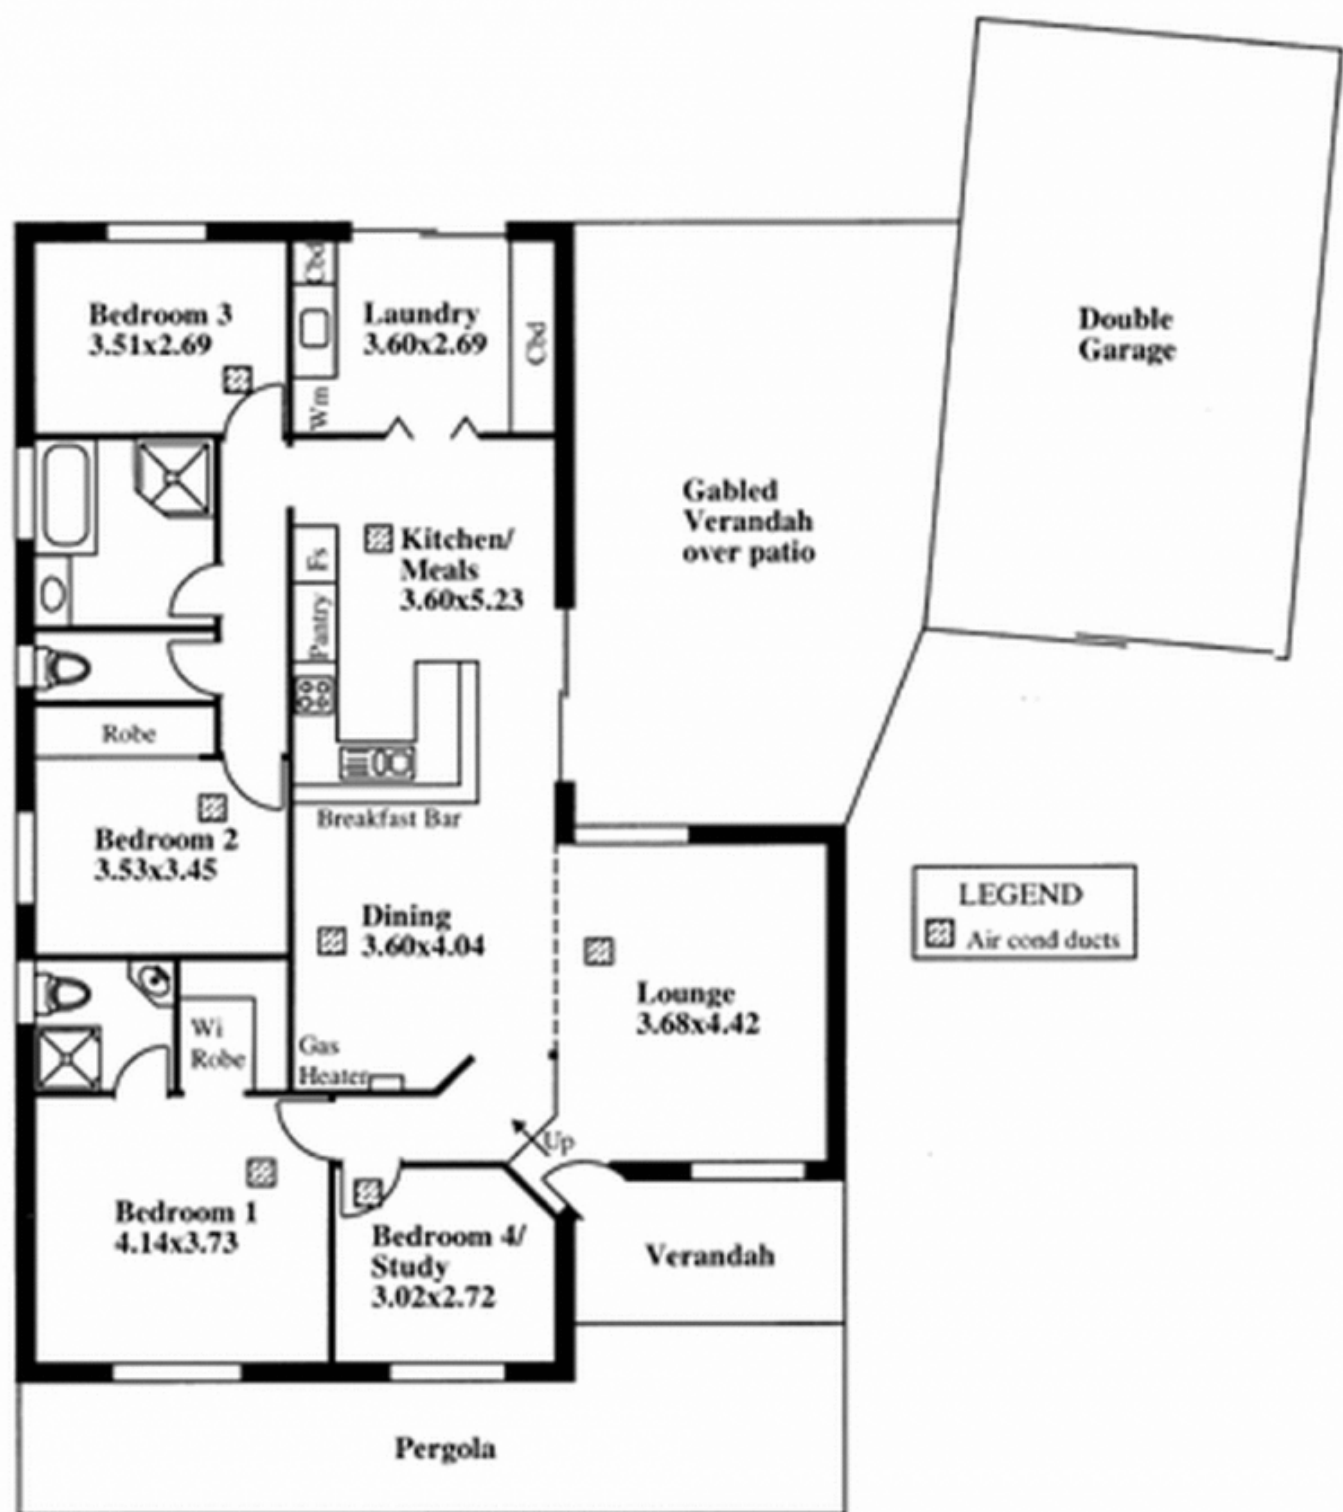 Double
Garage
Bedroom 3
3.51x2.69
Cbd
Laundry
3.60x2.69
Cbd
Wm
Gabled
Verandah
over patio
Kitchen/
Meals
3.60x5.23
Fs
Pantry
Robe
Breakfast Bar
Bedroom 2
3.53x3.45
Dining
3.60x4.04
LEGEND
Air cond ducts
Lounge
3.68x4.42
Wi
Robe
Gas
Heater
Up
Bedroom 1
4.14x3.73
Bedroom 4/
Study
3.02x2.72
Verandah
Pergola